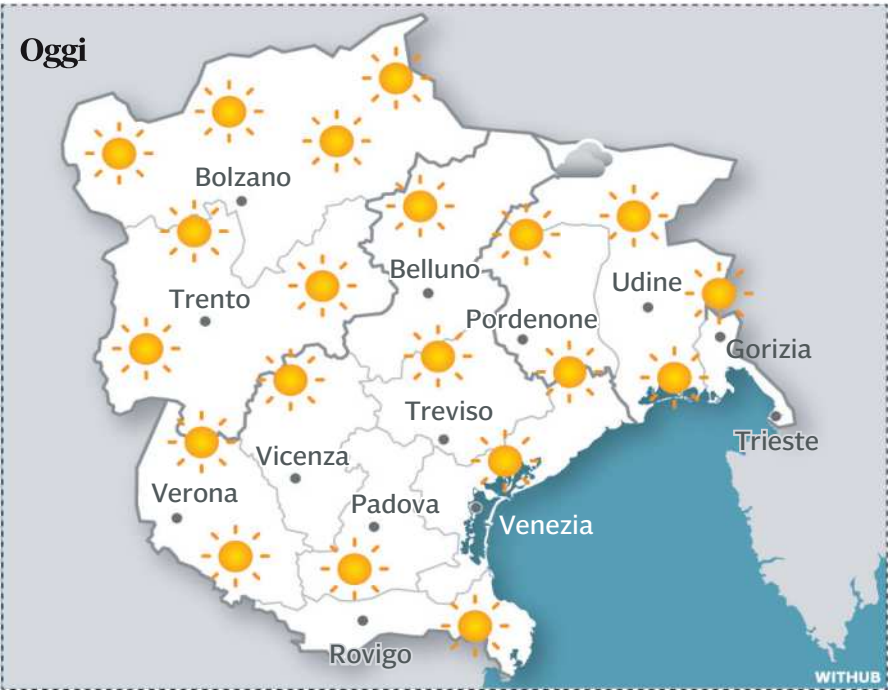 Oggi
Bolzano
Belluno
Trento
Udine
Pordenone
Gorizia
Treviso
Trieste
Vicenza
Verona
Padova
Venezia
Rovigo
WITHUB